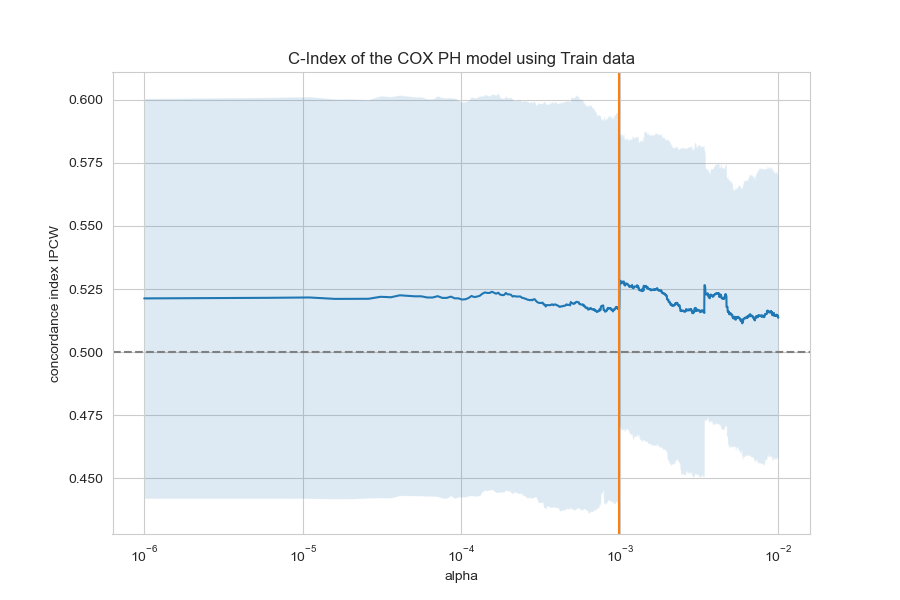 C-Index of the COX PH model using Train data
concordance index IPCW
0.600
0.575
0.550
0.525
0.500
0.475
0.450
10⁻⁶ 10⁻⁵ 10⁻⁴ 10⁻³ 10⁻²
alpha